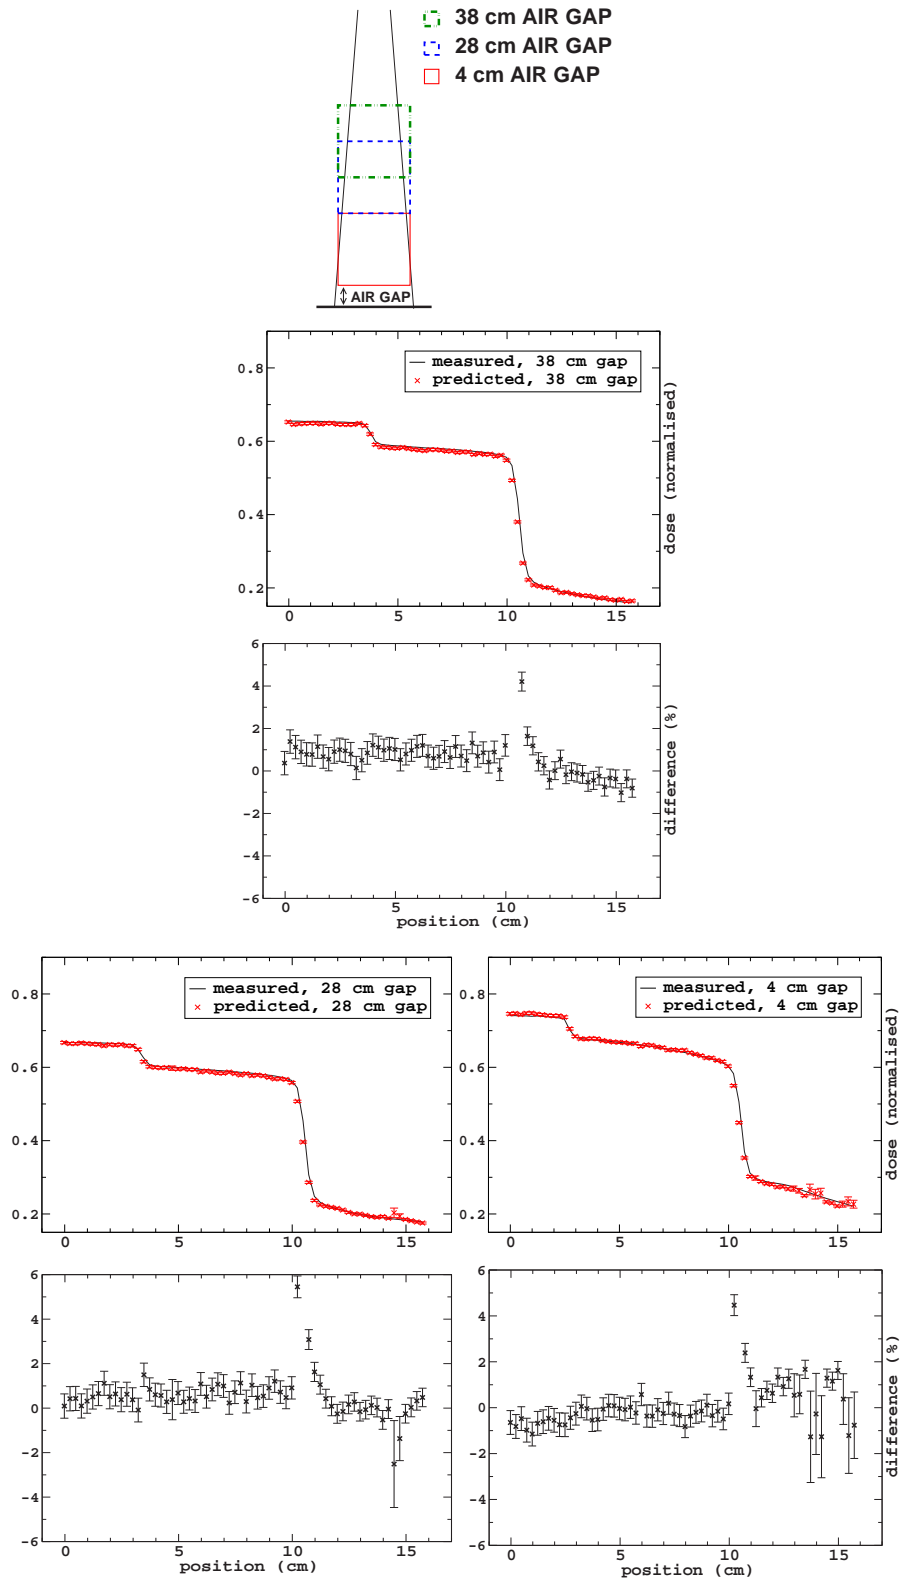 38 cm AIR GAP
28 cm AIR GAP
4 cm AIR GAP
AIR GAP
measured, 38 cm gap
predicted, 38 cm gap
0.8
0.6
0.4
0.2
0 5 10 15
dose (normalised)
6
4
2
0
-2
-4
-6
0 5 10 15
position (cm)
difference (%)
measured, 28 cm gap
predicted, 28 cm gap
0.8
0.6
0.4
0.2
0 5 10 15
measured, 4 cm gap
predicted, 4 cm gap
0.8
0.6
0.4
0.2
0 5 10 15
dose (normalised)
6
4
2
0
-2
-4
-6
0 5 10 15
position (cm)
6
4
2
0
-2
-4
-6
0 5 10 15
position (cm)
difference (%)